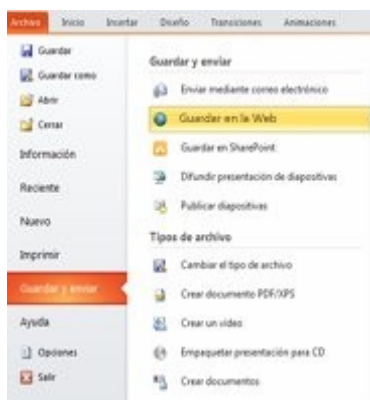 Archivo Inicio Insertar Diseño Transiciones Animaciones
Guardar
Guardar como
Abrir
Cerrar
Información
Reciente
Nuevo
Imprimir
Guardar y enviar
Ayuda
Opciones
Salir
Guardar y enviar
Enviar mediante correo electrónico
Guardar en la Web
Guardar en SharePoint
Difundir presentación de diapositivas
Publicar diapositivas
Tipos de archivo
Cambiar el tipo de archivo
Crear documento PDF/XPS
Crear un vídeo
Empaquetar presentación para CD
Crear documentos